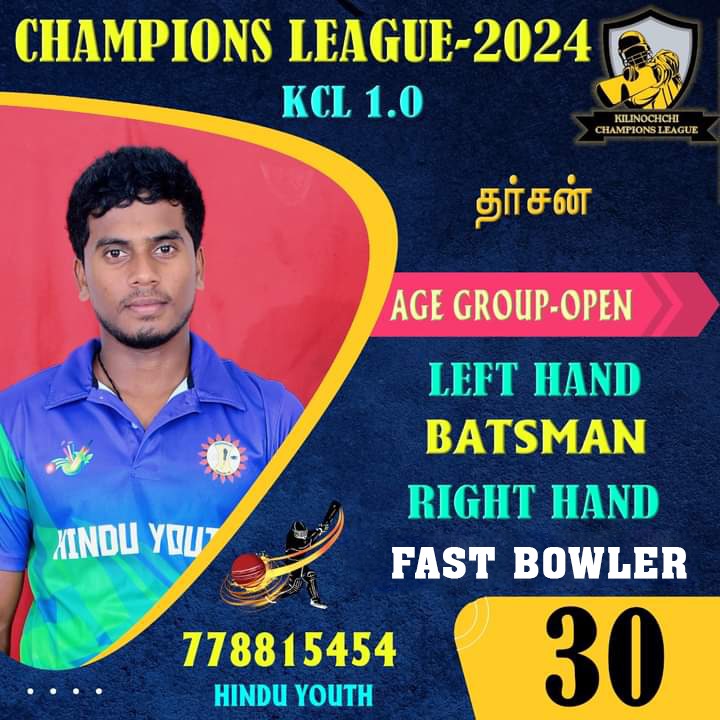 CHAMPIONS LEAGUE-2024
KCL 1.0
KILINOCHCHI
CHAMPIONS LEAGUE
தர்சன்
AGE GROUP-OPEN
LEFT HAND
BATSMAN
RIGHT HAND
FAST BOWLER
HINDU YOUT
778815454
HINDU YOUTH
30